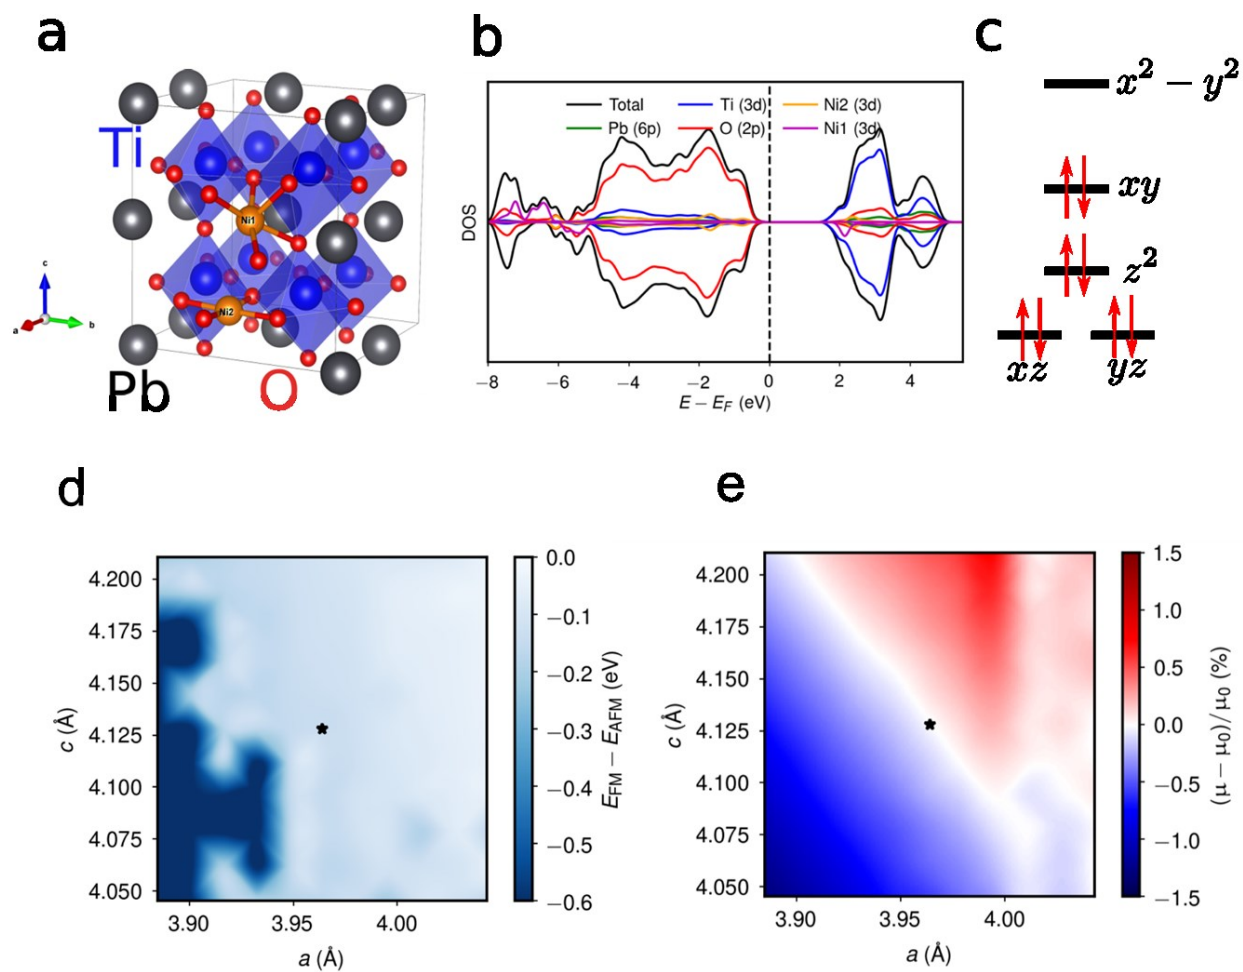 a
Ti
Ni1
Ni2
c
a
b
Pb
O
b
Total
Ti (3d)
Ni2 (3d)
Pb (6p)
O (2p)
Ni1 (3d)
DOS
−8
−6
−4
−2
0
2
4
E − E_F (eV)
c
x² − y²
xy
z²
xz
yz
d
4.200
4.175
4.150
4.125
4.100
4.075
4.050
c (Å)
3.90
3.95
4.00
a (Å)
0.0
−0.1
−0.2
−0.3
−0.4
−0.5
−0.6
E_FM − E_AFM (eV)
e
4.200
4.175
4.150
4.125
4.100
4.075
4.050
c (Å)
3.90
3.95
4.00
a (Å)
1.5
1.0
0.5
0.0
−0.5
−1.0
−1.5
(μ − μ₀)/μ₀ (%)